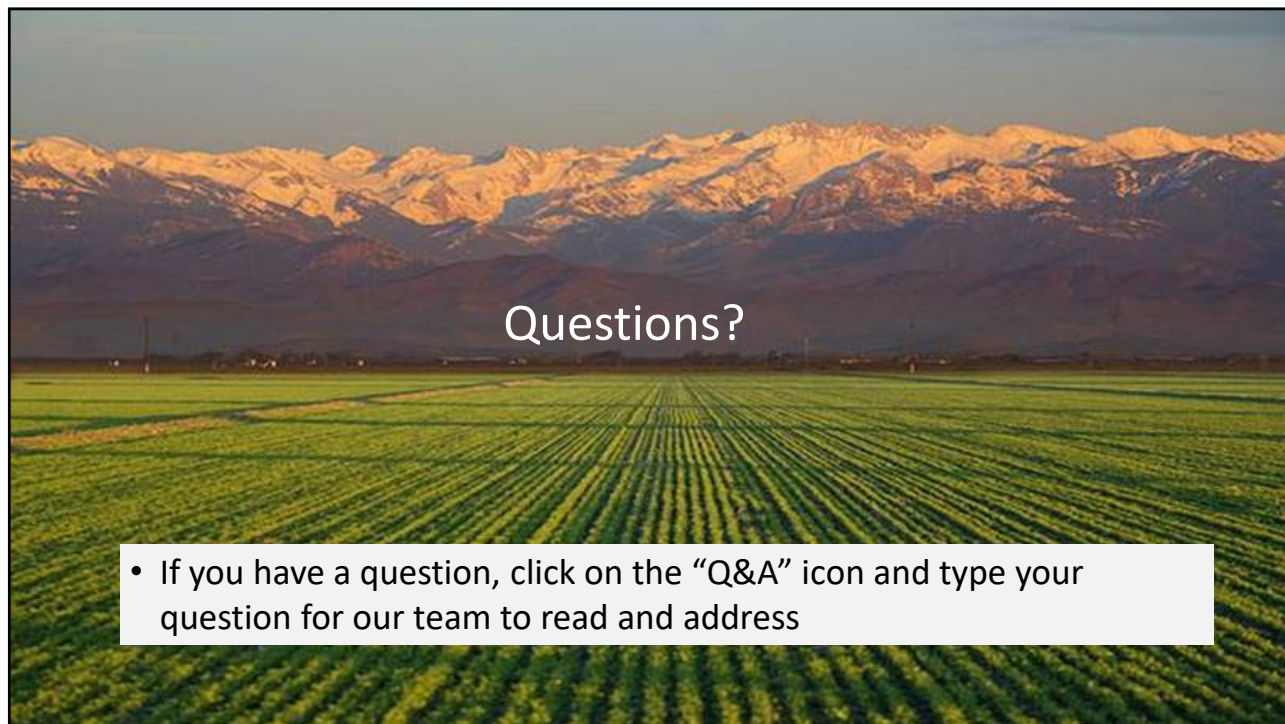 Questions?
• If you have a question, click on the “Q&A” icon and type your
question for our team to read and address